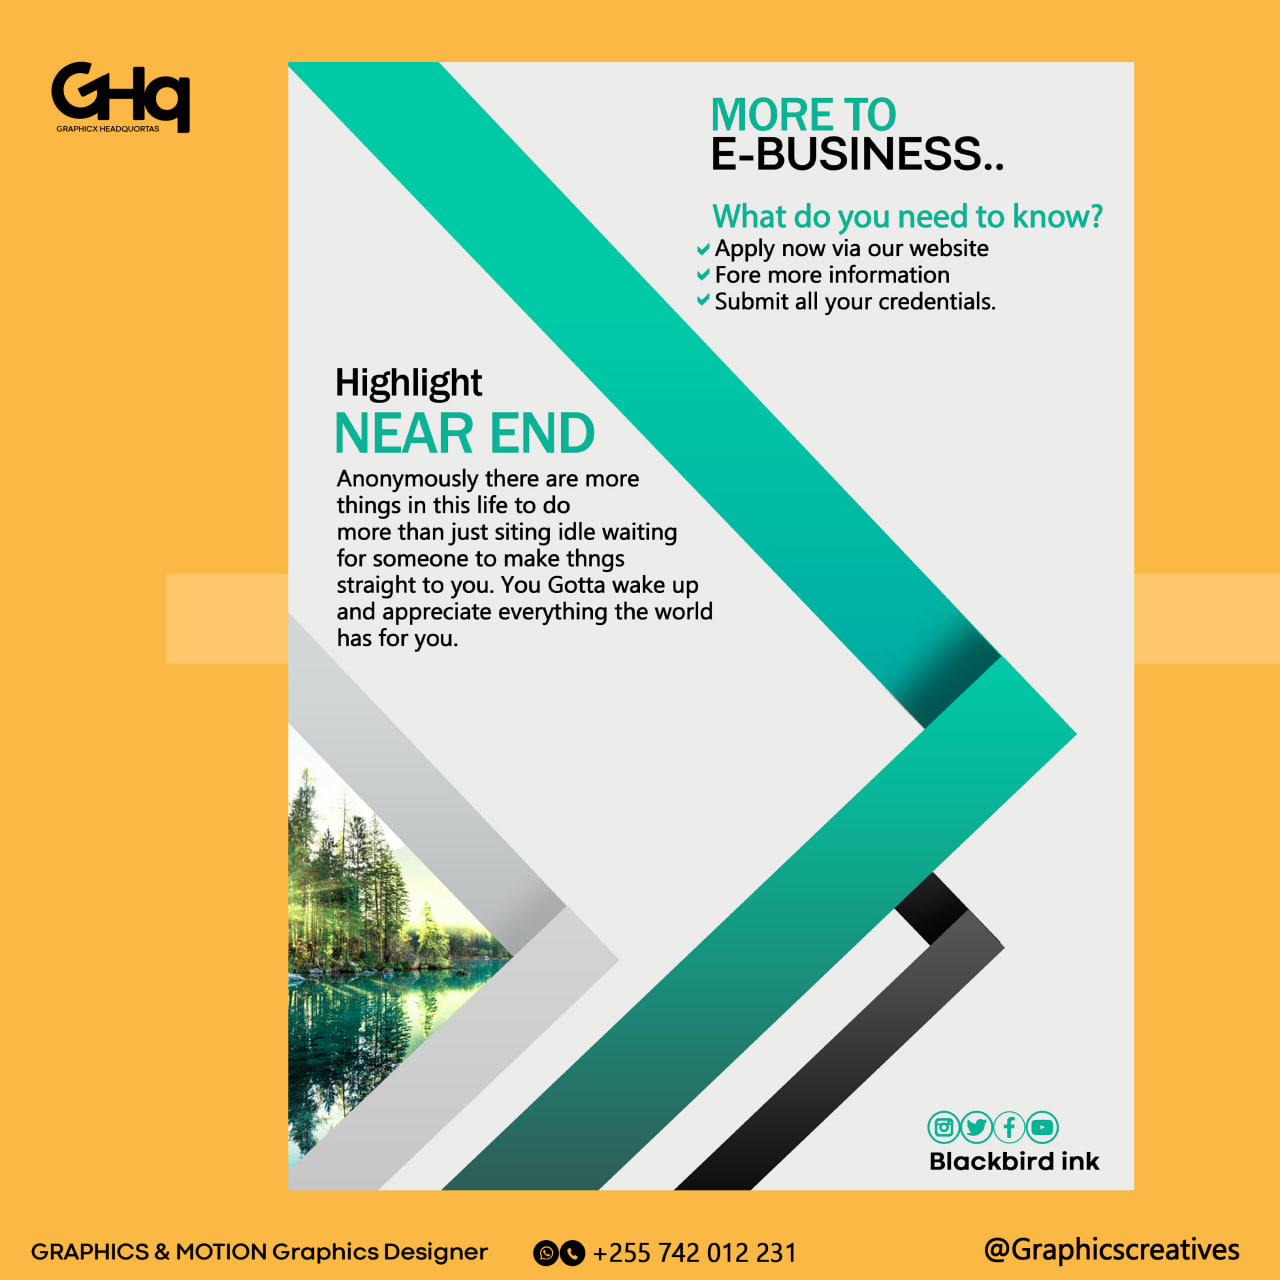 GHq
GRAPHICX HEADQUORTAS
MORE TO
E-BUSINESS..
What do you need to know?
Apply now via our website
Fore more information
Submit all your credentials.
Highlight
NEAR END
Anonymously there are more
things in this life to do
more than just siting idle waiting
for someone to make thngs
straight to you. You Gotta wake up
and appreciate everything the world
has for you.
Blackbird ink
GRAPHICS & MOTION Graphics Designer
+255 742 012 231
@Graphicscreatives